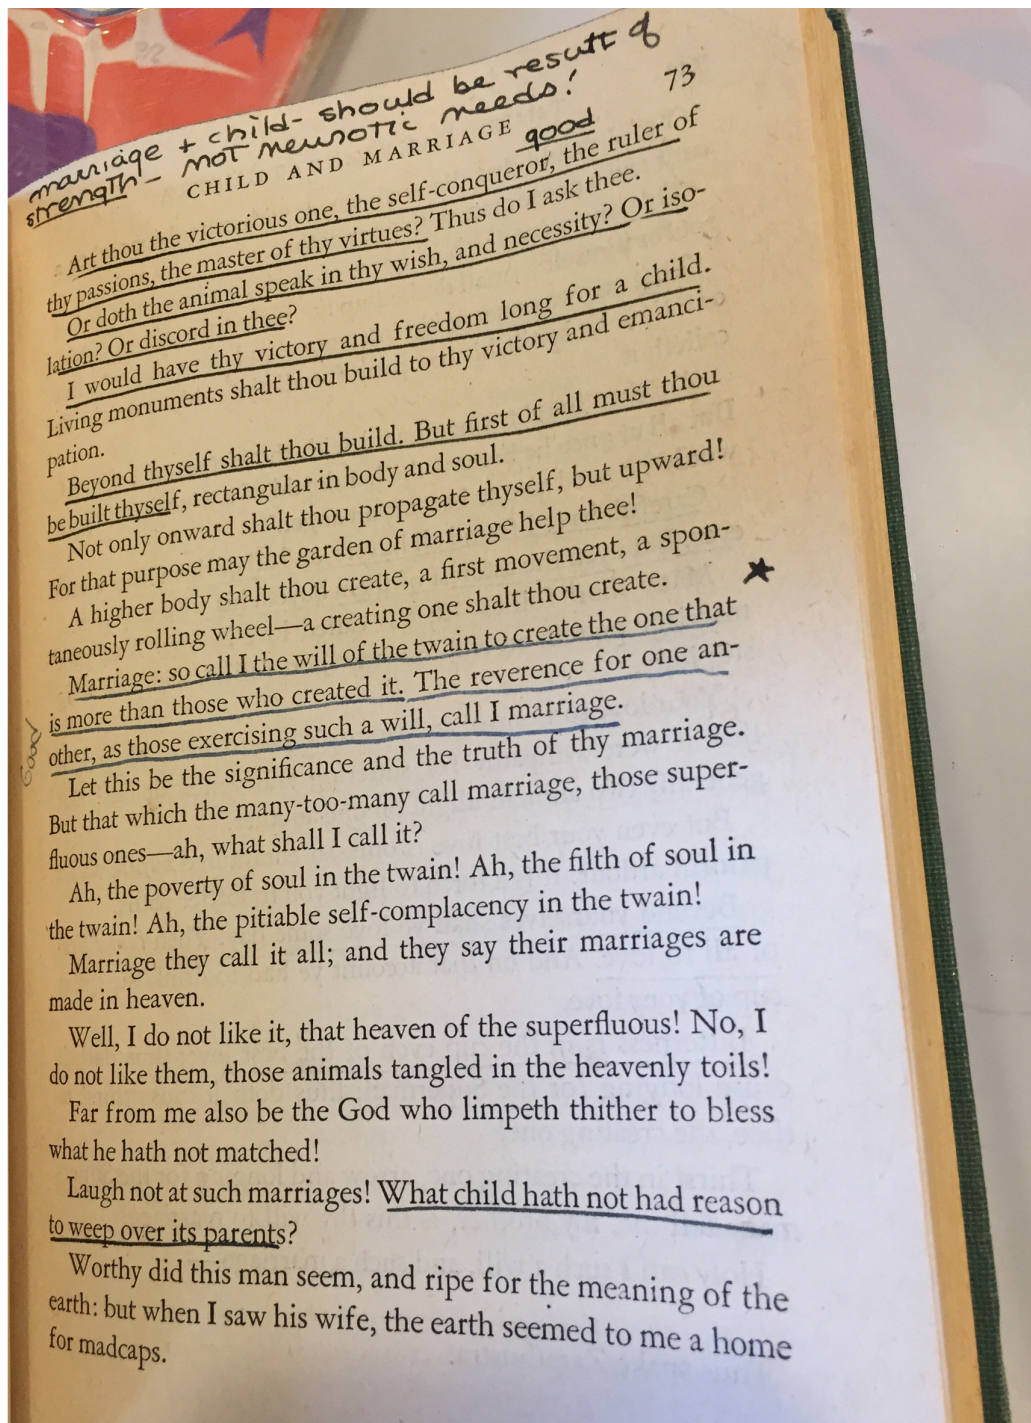 marriage + child - should be result of
strength - not neurotic needs!
73
CHILD AND MARRIAGE
good
Art thou the victorious one, the self-conqueror, the ruler of
thy passions, the master of thy virtues? Thus do I ask thee.
Or doth the animal speak in thy wish, and necessity? Or iso-
lation? Or discord in thee?
I would have thy victory and freedom long for a child.
Living monuments shalt thou build to thy victory and emanci-
pation.
Beyond thyself shalt thou build. But first of all must thou
be built thyself, rectangular in body and soul.
Not only onward shalt thou propagate thyself, but upward!
For that purpose may the garden of marriage help thee!
A higher body shalt thou create, a first movement, a spon-
taneously rolling wheel—a creating one shalt thou create.
Marriage: so call I the will of the twain to create the one that
is more than those who created it. The reverence for one an-
other, as those exercising such a will, call I marriage.
Good
Let this be the significance and the truth of thy marriage.
But that which the many-too-many call marriage, those super-
fluous ones—ah, what shall I call it?
Ah, the poverty of soul in the twain! Ah, the filth of soul in
the twain! Ah, the pitiable self-complacency in the twain!
Marriage they call it all; and they say their marriages are
made in heaven.
Well, I do not like it, that heaven of the superfluous! No, I
do not like them, those animals tangled in the heavenly toils!
Far from me also be the God who limpeth thither to bless
what he hath not matched!
Laugh not at such marriages! What child hath not had reason
to weep over its parents?
Worthy did this man seem, and ripe for the meaning of the
earth: but when I saw his wife, the earth seemed to me a home
for madcaps.